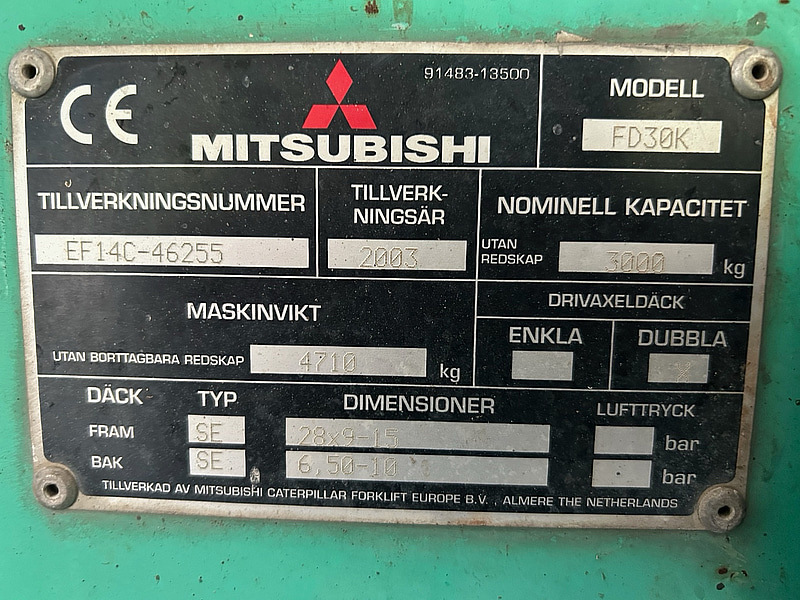 CE
91483-13500
MITSUBISHI
MODELL
FD30K
TILLVERKNINGSNUMMER
EF14C-46255
TILLVERK-
NINGSÄR
2003
NOMINELL KAPACITET
UTAN
REDSKAP
3000 kg
MASKINVIKT
UTAN BORTTAGBARA REDSKAP 4710 kg
DRIVAXELDÄCK
ENKLA
DUBBLA
X
DÄCK TYP DIMENSIONER LUFTTRYCK
FRAM SE 28x9-15 bar
BAK SE 6,50-10 bar
TILLVERKAD AV MITSUBISHI CATERPILLAR FORKLIFT EUROPE B.V. , ALMERE THE NETHERLANDS